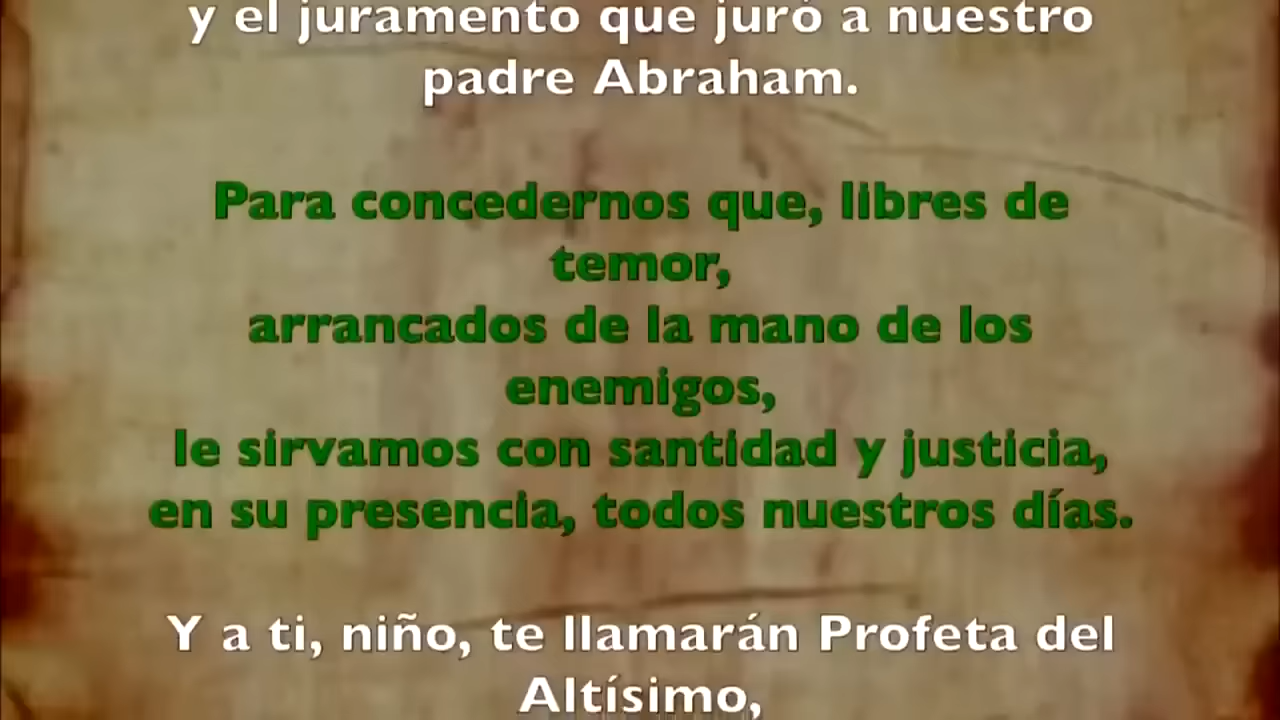 y el juramento que juró a nuestro
padre Abraham.
Para concedernos que, libres de
temor,
arrancados de la mano de los
enemigos,
le sirvamos con santidad y justicia,
en su presencia, todos nuestros días.
Y a ti, niño, te llamarán Profeta del
Altísimo,